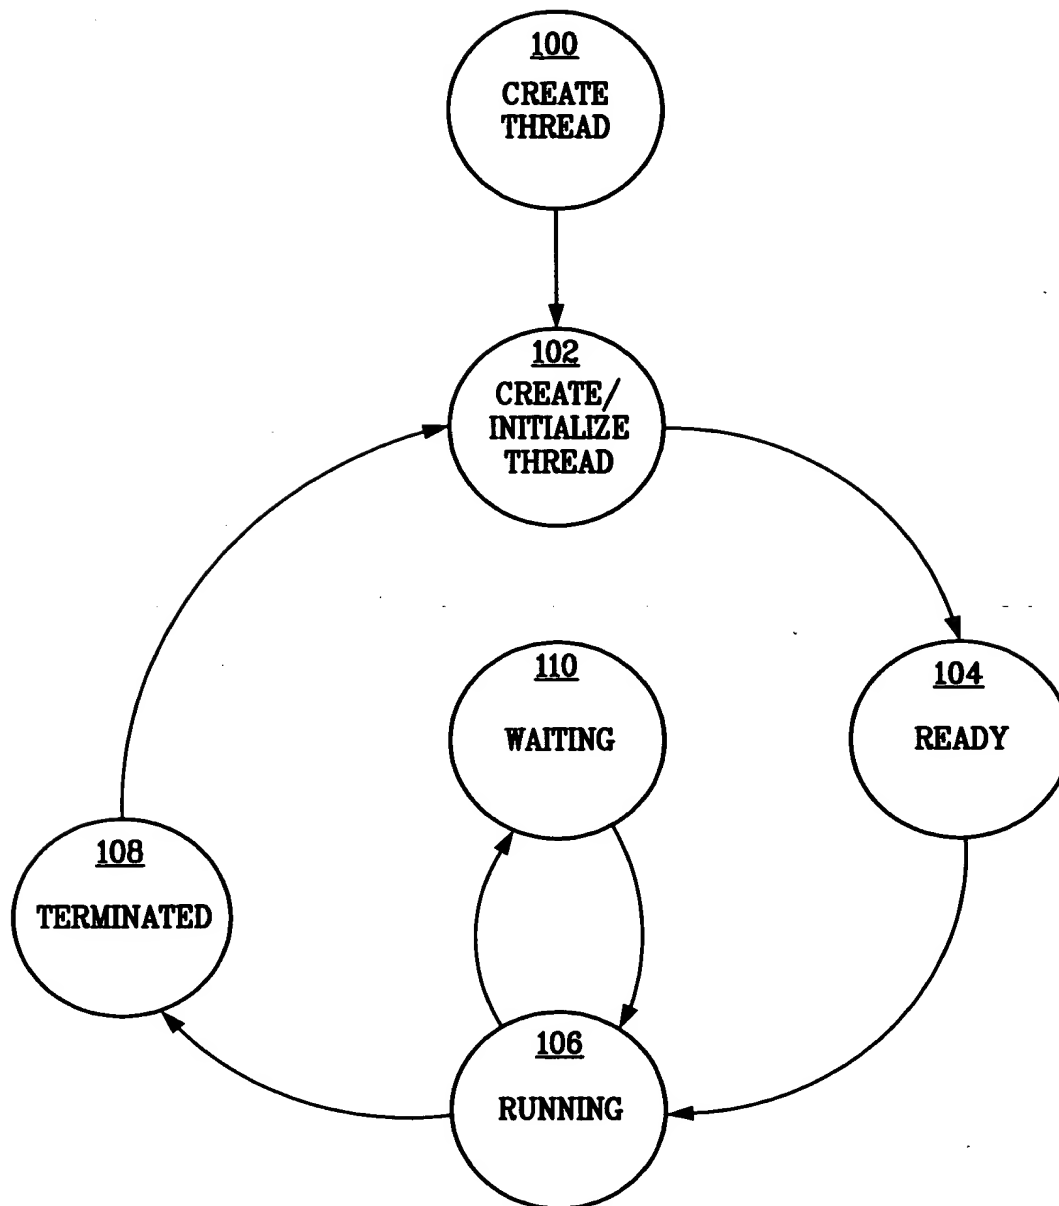 100
CREATE
THREAD
102
CREATE/
INITIALIZE
THREAD
110
WAITING
104
READY
108
TERMINATED
106
RUNNING